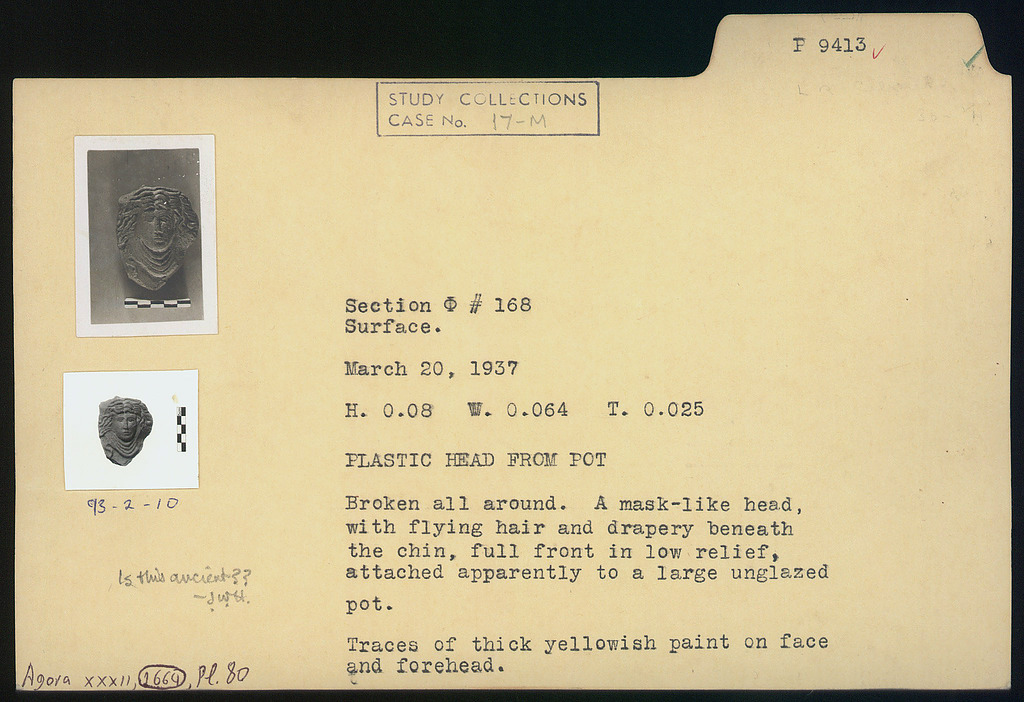 P 9413
STUDY COLLECTIONS
CASE No. 17-M
Section Φ # 168
Surface.
March 20, 1937
H. 0.08 W. 0.064 T. 0.025
PLASTIC HEAD FROM POT
Broken all around. A mask-like head,
with flying hair and drapery beneath
the chin, full front in low relief,
attached apparently to a large unglazed
pot.
Traces of thick yellowish paint on face
and forehead.
93-2-10
Is this ancient??
-J.W.H.
Agora XXXII, 1664, Pl. 80